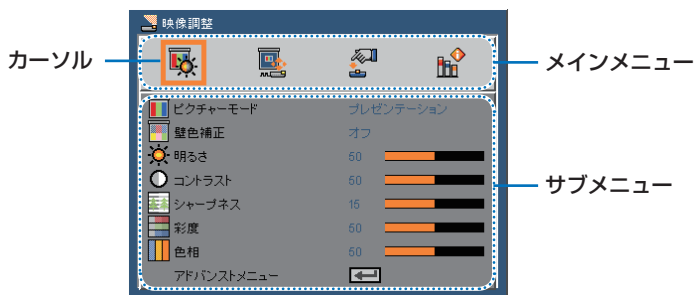 映像調整
カーソル
メインメニュー
ピクチャーモード プレゼンテーション
壁色補正 オフ
明るさ 50
コントラスト 50
シャープネス 15
彩度 50
色相 50
アドバンストメニュー
サブメニュー